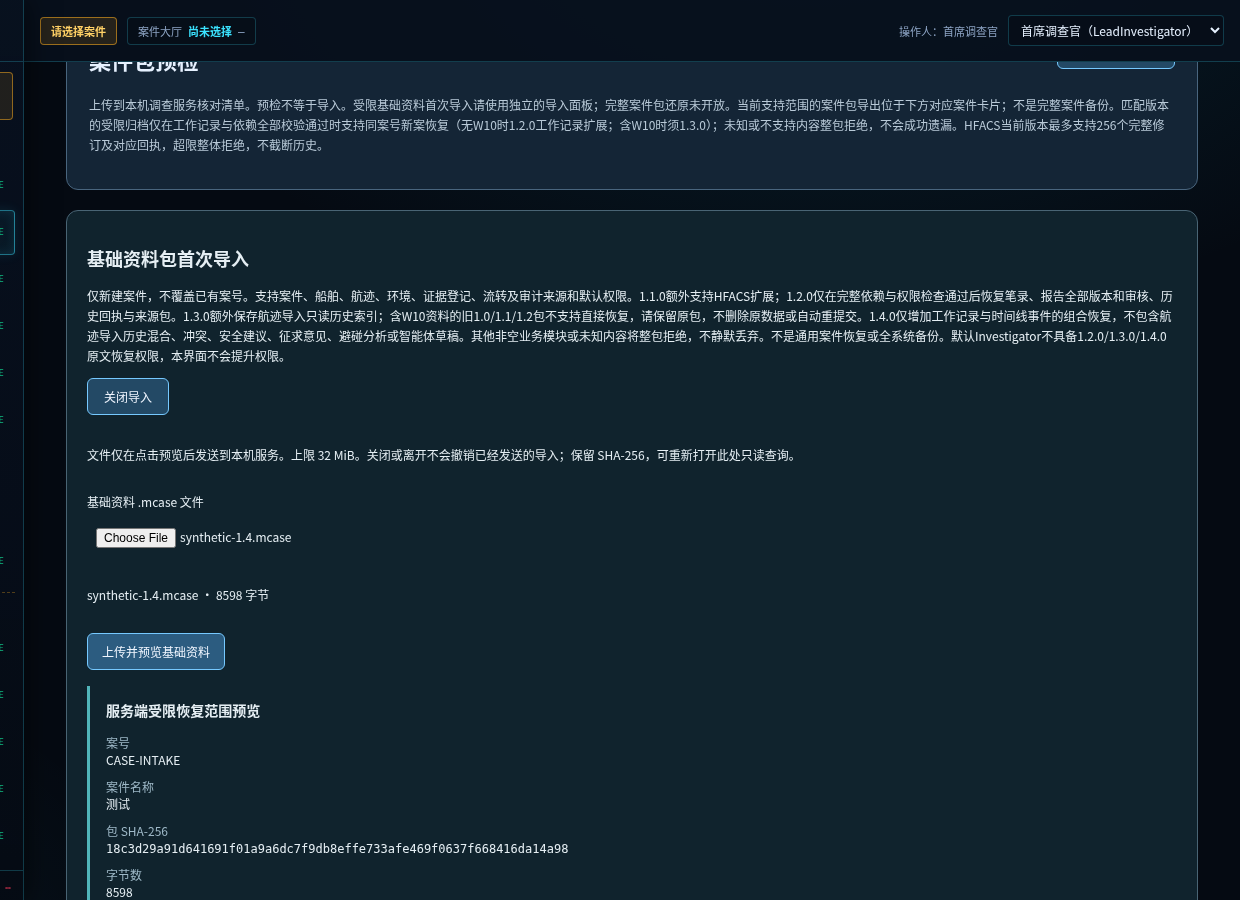 请选择案件
案件大厅 尚未选择 –
操作人：首席调查官
首席调查官（LeadInvestigator）
案件包预检
上传到本机调查服务核对清单。预检不等于导入。受限基础资料首次导入请使用独立的导入面板；完整案件包还原未开放。当前支持范围的案件包导出位于下方对应案件卡片；不是完整案件备份。匹配版本
的受限归档仅在工作记录与依赖全部校验通过时支持同案号新案恢复（无W10时1.2.0工作记录扩展；含W10时须1.3.0）；未知或不支持内容整包拒绝，不会成功遗漏。HFACS当前版本最多支持256个完整修
订及对应回执，超限整体拒绝，不截断历史。
基础资料包首次导入
仅新建案件，不覆盖已有案号。支持案件、船舶、航迹、环境、证据登记、流转及审计来源和默认权限。1.1.0额外支持HFACS扩展；1.2.0仅在完整依赖与权限检查通过后恢复笔录、报告全部版本和审核、历
史回执与来源包。1.3.0额外保存航迹导入只读历史索引；含W10资料的旧1.0/1.1/1.2包不支持直接恢复，请保留原包，不删除原数据或自动重提交。1.4.0仅增加工作记录与时间线事件的组合恢复，不包含航
迹导入历史混合、冲突、安全建议、征求意见、避碰分析或智能体草稿。其他非空业务模块或未知内容将整包拒绝，不静默丢弃。不是通用案件恢复或全系统备份。默认Investigator不具备1.2.0/1.3.0/1.4.0
原文恢复权限，本界面不会提升权限。
关闭导入
文件仅在点击预览后发送到本机服务。上限 32 MiB。关闭或离开不会撤销已经发送的导入；保留 SHA-256，可重新打开此处只读查询。
基础资料 .mcase 文件
Choose File synthetic-1.4.mcase
synthetic-1.4.mcase · 8598 字节
上传并预览基础资料
服务端受限恢复范围预览
案号
CASE-INTAKE
案件名称
测试
包 SHA-256
18c3d29a91d641691f01a9a6dc7f9db8effe733afe469f0637f668416da14a98
字节数
8598